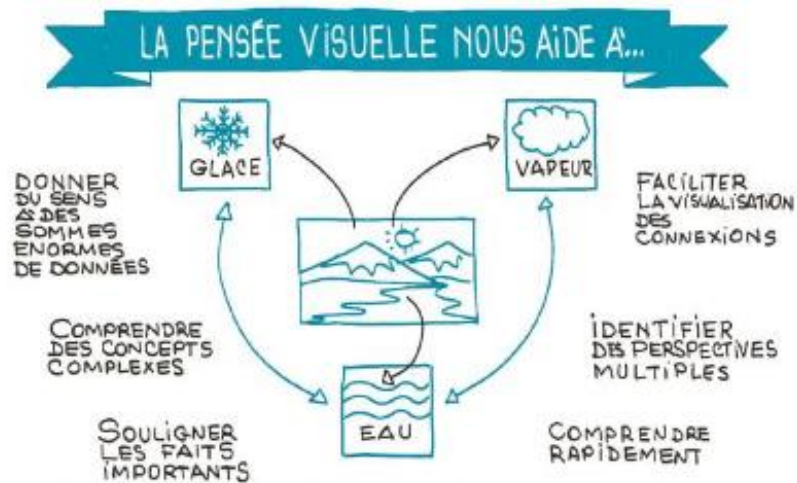 LA PENSÉE VISUELLE NOUS AIDE À...
GLACE
VAPEUR
DONNER
DU SENS
À DES
SOMMES
ENORMES
DE DONNÉES
FACILITER
LA VISUALISATION
DES
CONNEXIONS
COMPRENDRE
DES CONCEPTS
COMPLEXES
IDENTIFIER
DES PERSPECTIVES
MULTIPLES
EAU
SOULIGNER
LES FAITS
IMPORTANTS
COMPRENDRE
RAPIDEMENT